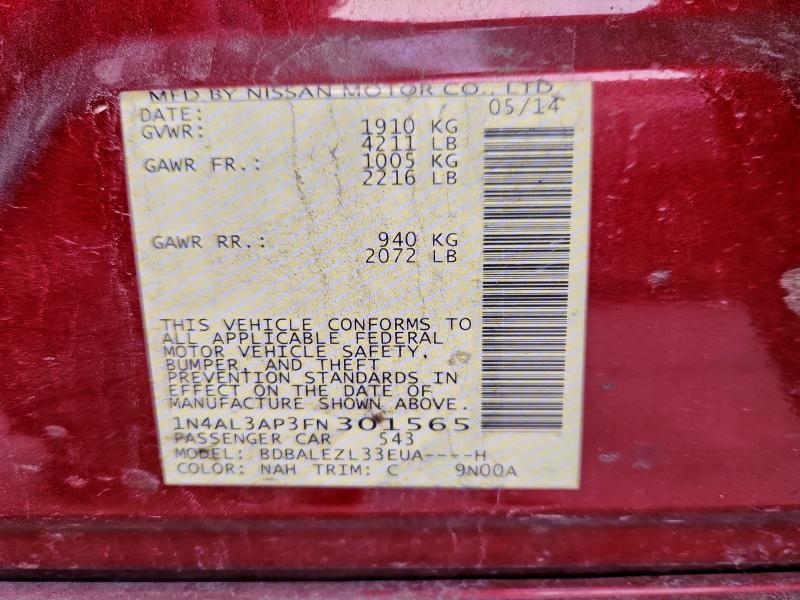 MFD BY NISSAN MOTOR CO., LTD.
DATE: 05/14
GVWR: 1910 KG
4211 LB
GAWR FR.: 1005 KG
2216 LB
GAWR RR.: 940 KG
2072 LB
THIS VEHICLE CONFORMS TO
ALL APPLICABLE FEDERAL
MOTOR VEHICLE SAFETY,
BUMPER, AND THEFT
PREVENTION STANDARDS IN
EFFECT ON THE DATE OF
MANUFACTURE SHOWN ABOVE.
1N4AL3AP3FN301565
PASSENGER CAR 543
MODEL: BDBALEZL33EUA----H
COLOR: NAH TRIM: C 9N00A